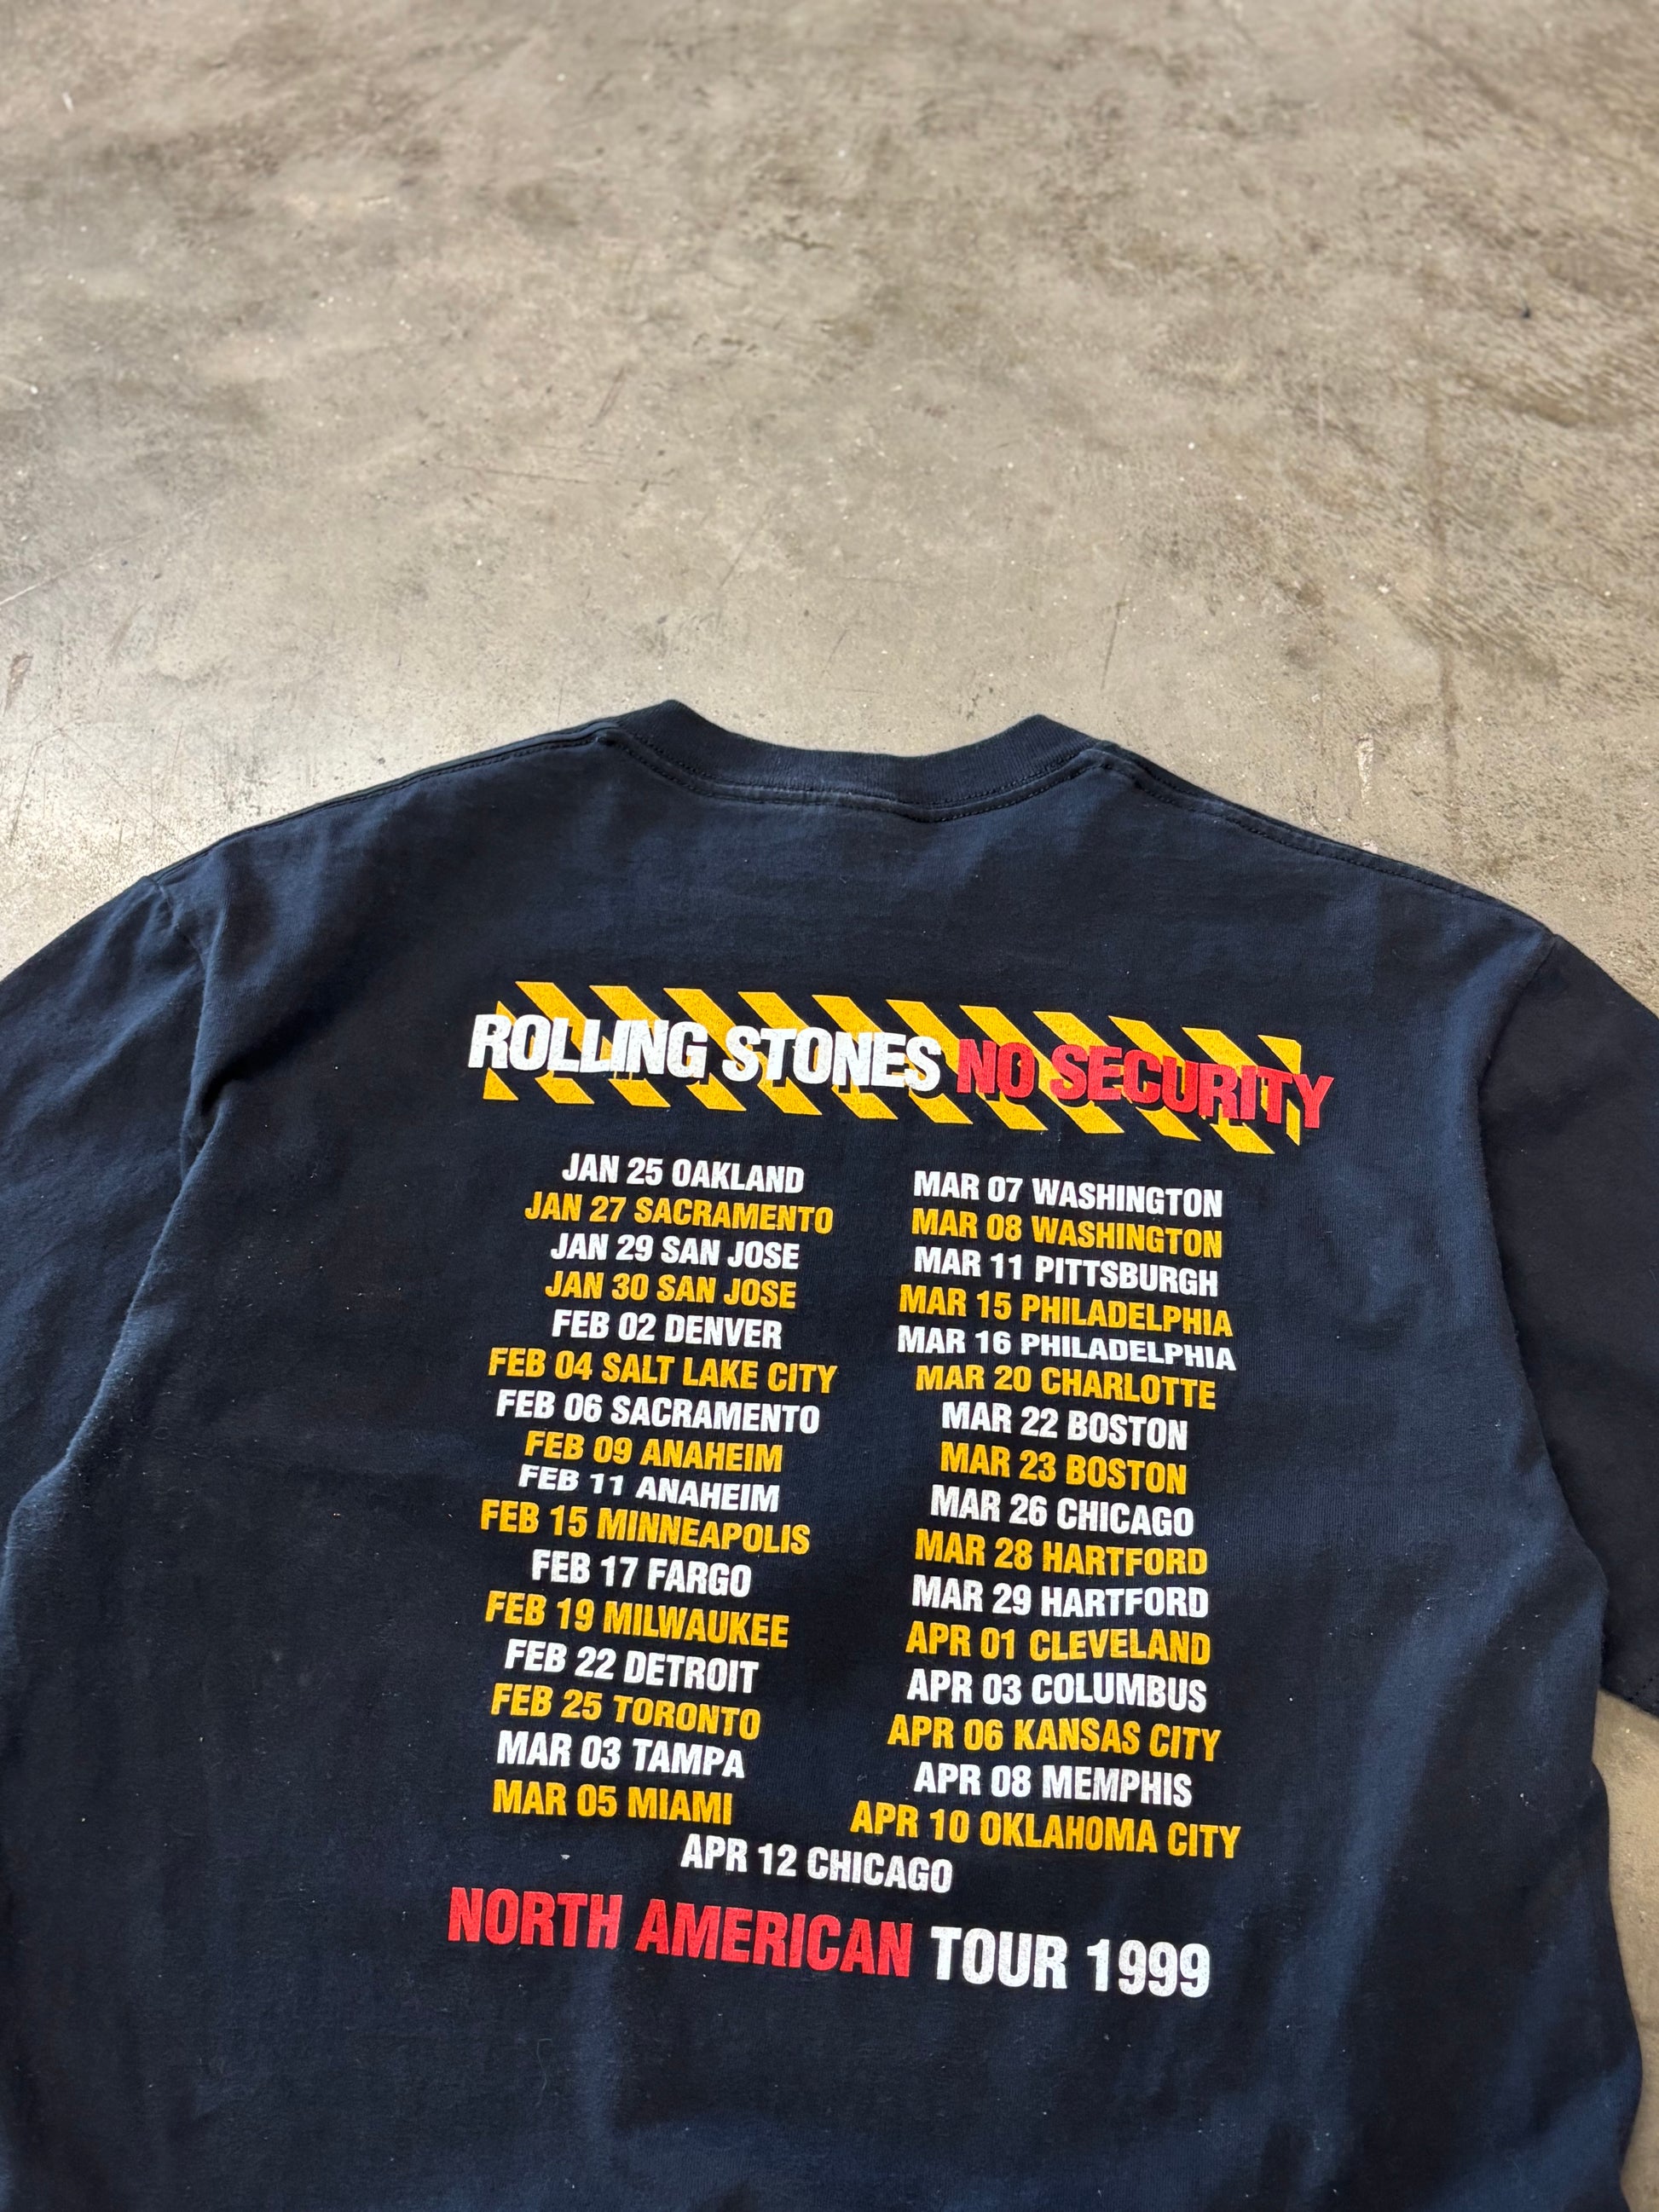 ROLLING STONES NO SECURITY
JAN 25 OAKLAND
JAN 27 SACRAMENTO
JAN 29 SAN JOSE
JAN 30 SAN JOSE
FEB 02 DENVER
FEB 04 SALT LAKE CITY
FEB 06 SACRAMENTO
FEB 09 ANAHEIM
FEB 11 ANAHEIM
FEB 15 MINNEAPOLIS
FEB 17 FARGO
FEB 19 MILWAUKEE
FEB 22 DETROIT
FEB 25 TORONTO
MAR 03 TAMPA
MAR 05 MIAMI
MAR 07 WASHINGTON
MAR 08 WASHINGTON
MAR 11 PITTSBURGH
MAR 15 PHILADELPHIA
MAR 16 PHILADELPHIA
MAR 20 CHARLOTTE
MAR 22 BOSTON
MAR 23 BOSTON
MAR 26 CHICAGO
MAR 28 HARTFORD
MAR 29 HARTFORD
APR 01 CLEVELAND
APR 03 COLUMBUS
APR 06 KANSAS CITY
APR 08 MEMPHIS
APR 10 OKLAHOMA CITY
APR 12 CHICAGO
NORTH AMERICAN TOUR 1999